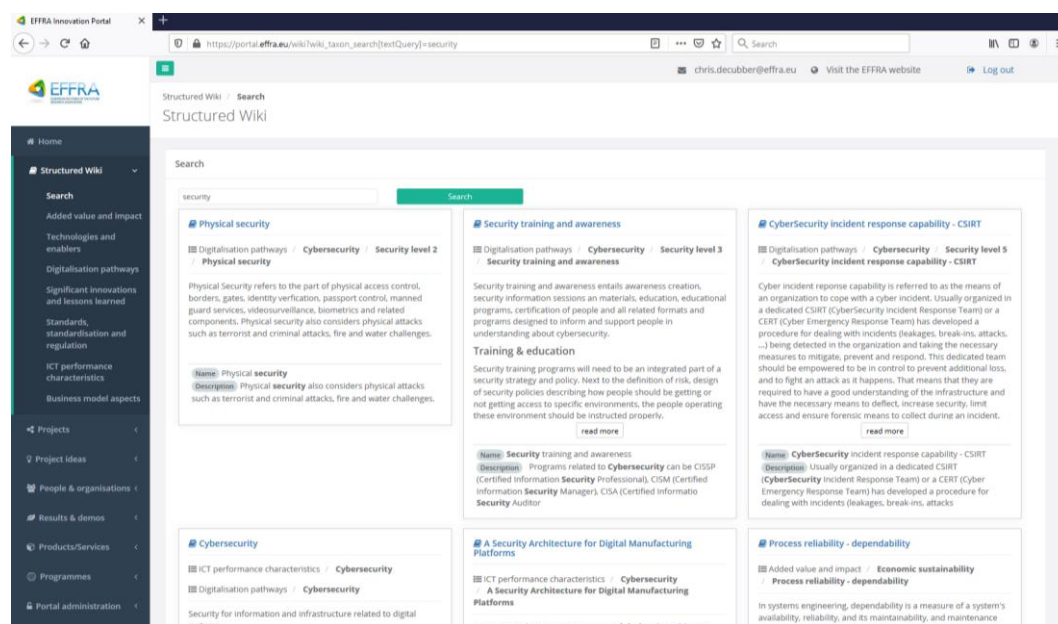 EFFRA Innovation Portal
https://portal.effra.eu/wiki?wiki_taxon_search[textQuery]=security
Search
EFFRA
chris.decubber@effra.eu
Visit the EFFRA website
Log out
Structured Wiki / Search
Structured Wiki
Home
Structured Wiki
Search
Added value and impact
Technologies and
enablers
Digitalisation pathways
Significant innovations
and lessons learned
Standards,
standardisation and
regulation
ICT performance
characteristics
Business model aspects
Projects
Project ideas
People & organisations
Results & demos
Products/Services
Programmes
Portal administration
Search
security
Search
Physical security
Digitalisation pathways / Cybersecurity / Security level 2
/ Physical security
Physical Security refers to the part of physical access control,
borders, gates, identity verfication, passport control, manned
guard services, videosurveillance, biometrics and related
components. Physical security also considers physical attacks
such as terrorist and criminal attacks, fire and water challenges.
Name Physical security
Description Physical security also considers physical attacks
such as terrorist and criminal attacks, fire and water challenges.
Security training and awareness
Digitalisation pathways / Cybersecurity / Security level 3
/ Security training and awareness
Security training and awareness entails awareness creation,
security information sessions an materials, education, educational
programs, certification of people and all related formats and
programs designed to inform and support people in
understanding about cybersecurity.
Training & education
Security training programs will need to be an integrated part of a
security strategy and policy. Next to the definition of risk, design
of security policies describing how people should be getting or
not getting access to specific environments, the people operating
these environment should be instructed properly.
read more
Name Security training and awareness
Description Programs related to Cybersecurity can be CISSP
(Certified Information Security Professional), CISM (Certified
Information Security Manager), CISA (Certified Informatio
Security Auditor
CyberSecurity incident response capability - CSIRT
Digitalisation pathways / Cybersecurity / Security level 5
/ CyberSecurity incident response capability - CSIRT
Cyber incident reponse capability is referred to as the means of
an organization to cope with a cyber incident. Usually organized in
a dedicated CSIRT (CyberSecurity Incident Response Team) or a
CERT (Cyber Emergency Response Team) has developed a
procedure for dealing with incidents (leakages, break-ins, attacks,
...) being detected in the organization and taking the necessary
measures to mitigate, prevent and respond. This dedicated team
should be empowered to be in control to prevent additional loss,
and to fight an attack as it happens. That means that they are
required to have a good understanding of the infrastructure and
have the necessary means to deflect, increase security, limit
access and ensure forensic means to collect during an incident.
read more
Name CyberSecurity incident response capability - CSIRT
Description Usually organized in a dedicated CSIRT
(CyberSecurity Incident Response Team) or a CERT (Cyber
Emergency Response Team) has developed a procedure for
dealing with incidents (leakages, break-ins, attacks
Cybersecurity
ICT performance characteristics / Cybersecurity
Digitalisation pathways / Cybersecurity
Security for information and infrastructure related to digital
A Security Architecture for Digital Manufacturing
Platforms
ICT performance characteristics / Cybersecurity
/ A Security Architecture for Digital Manufacturing
Platforms
Process reliability - dependability
Added value and impact / Economic sustainability
/ Process reliability - dependability
In systems engineering, dependability is a measure of a system's
availability, reliability, and its maintainability, and maintenance